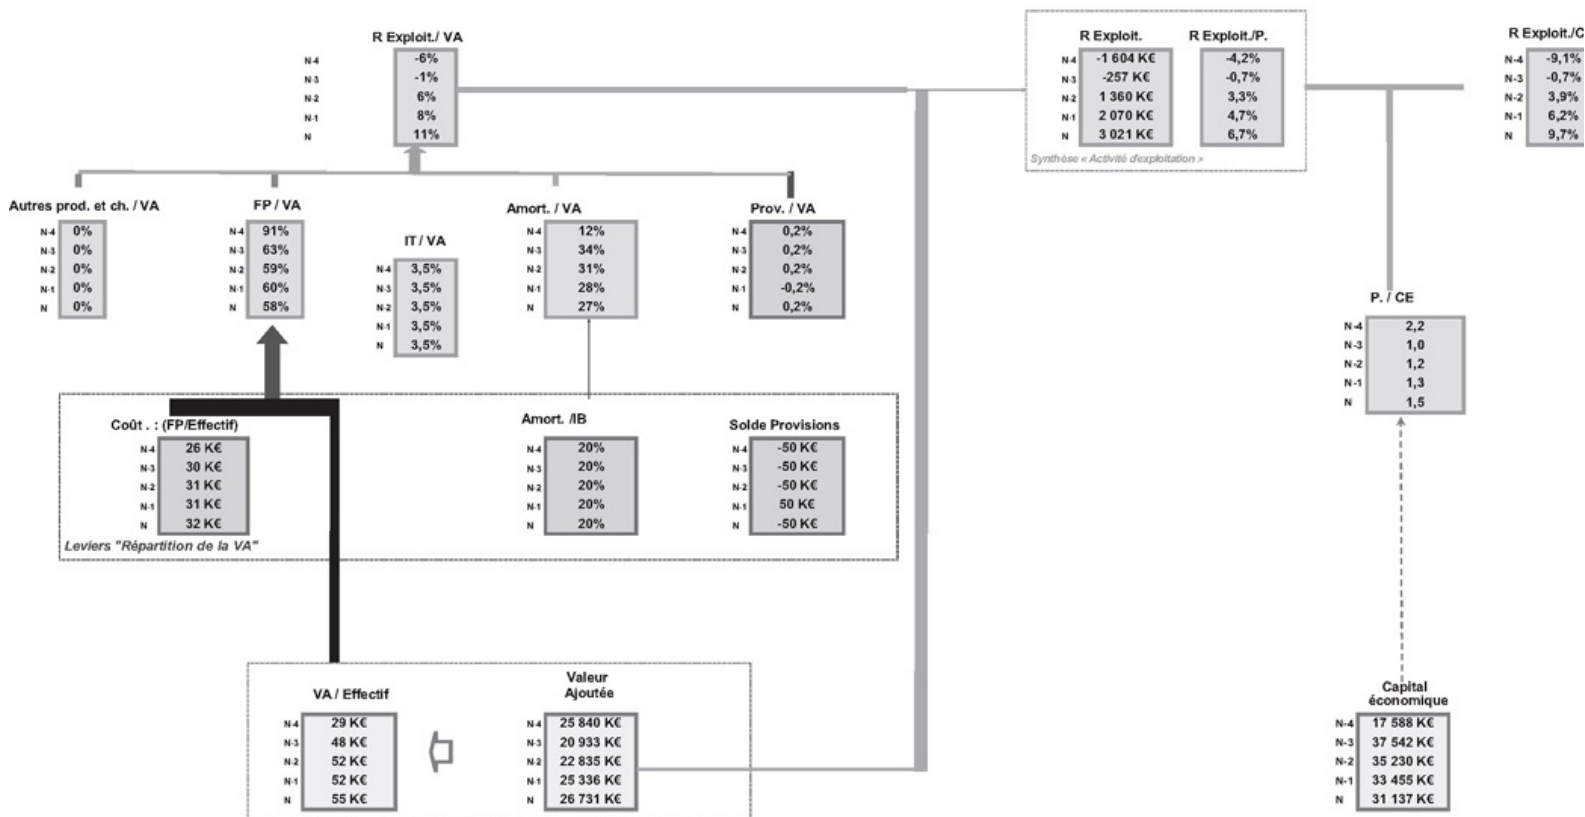 R Exploit./ VA
N-4 -6%
N-3 -1%
N-2 6%
N-1 8%
N 11%
R Exploit. R Exploit./P.
N-4 -1 604 K€ -4,2%
N-3 -257 K€ -0,7%
N-2 1 360 K€ 3,3%
N-1 2 070 K€ 4,7%
N 3 021 K€ 6,7%
Synthèse « Activité d'exploitation »
R Exploit./C
N-4 -9,1%
N-3 -0,7%
N-2 3,9%
N-1 6,2%
N 9,7%
Autres prod. et ch. / VA
N-4 0%
N-3 0%
N-2 0%
N-1 0%
N 0%
FP / VA
N-4 91%
N-3 63%
N-2 59%
N-1 60%
N 58%
IT / VA
N-4 3,5%
N-3 3,5%
N-2 3,5%
N-1 3,5%
N 3,5%
Amort. / VA
N-4 12%
N-3 34%
N-2 31%
N-1 28%
N 27%
Prov. / VA
N-4 0,2%
N-3 0,2%
N-2 0,2%
N-1 -0,2%
N 0,2%
P. / CE
N-4 2,2
N-3 1,0
N-2 1,2
N-1 1,3
N 1,5
Coût . : (FP/Effectif)
N-4 26 K€
N-3 30 K€
N-2 31 K€
N-1 31 K€
N 32 K€
Amort. /IB
N-4 20%
N-3 20%
N-2 20%
N-1 20%
N 20%
Solde Provisions
N-4 -50 K€
N-3 -50 K€
N-2 -50 K€
N-1 50 K€
N -50 K€
Leviers "Répartition de la VA"
VA / Effectif
N-4 29 K€
N-3 48 K€
N-2 52 K€
N-1 52 K€
N 55 K€
Valeur
Ajoutée
N-4 25 840 K€
N-3 20 933 K€
N-2 22 835 K€
N-1 25 336 K€
N 26 731 K€
Capital
économique
N-4 17 588 K€
N-3 37 542 K€
N-2 35 230 K€
N-1 33 455 K€
N 31 137 K€